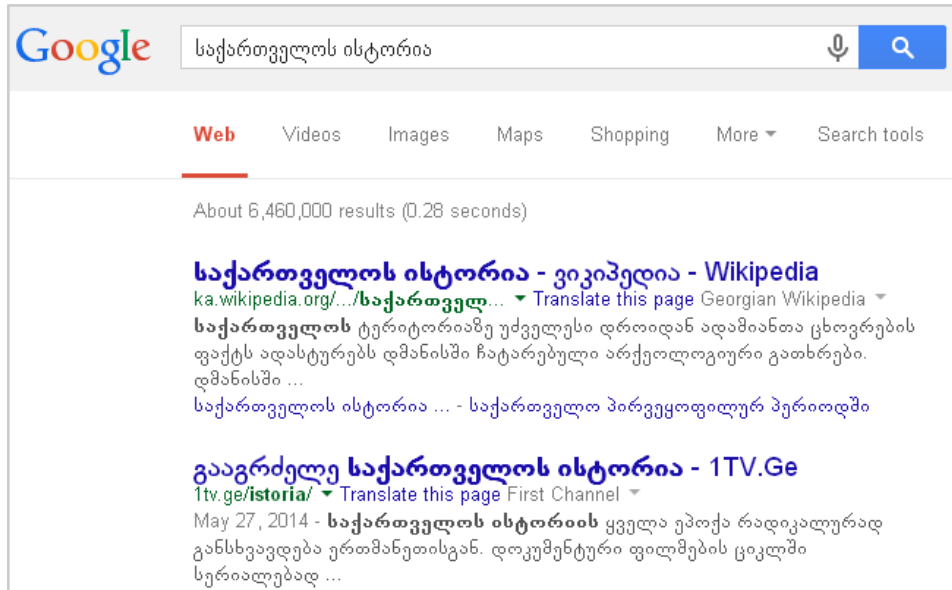 Google საქართველოს ისტორია
Web Videos Images Maps Shopping More Search tools
About 6,460,000 results (0.28 seconds)
საქართველოს ისტორია - ვიკიპედია - Wikipedia
ka.wikipedia.org/.../საქართველ... Translate this page Georgian Wikipedia
საქართველოს ტერიტორიაზე უძველესი დროიდან ადამიანთა ცხოვრების
ფაქტს ადასტურებს დმანისში ჩატარებული არქეოლოგიური გათხრები.
დმანისში ...
საქართველოს ისტორია ... - საქართველო პირვეყოფილურ პერიოდში
გააგრძელე საქართველოს ისტორია - 1TV.Ge
1tv.ge/istoria/ Translate this page First Channel
May 27, 2014 - საქართველოს ისტორიის ყველა ეპოქა რადიკალურად
განსხვავდება ერთმანეთისგან. დოკუმენტური ფილმების ციკლში
სერიალებად ...